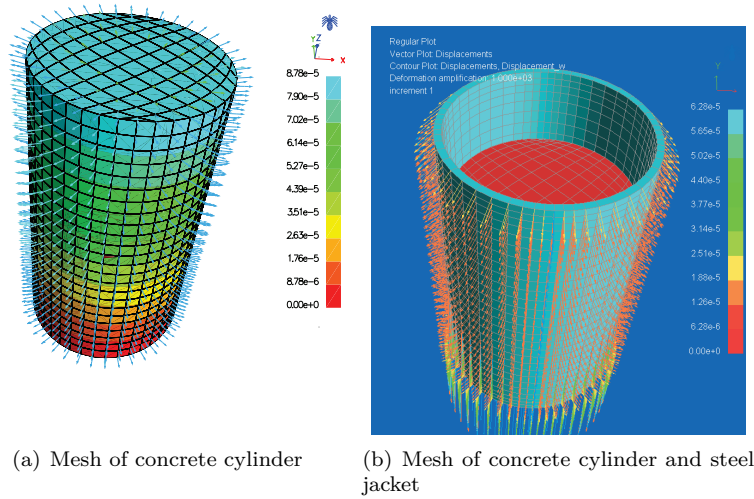 Y
Z
X
8.78e-5
7.90e-5
7.02e-5
6.14e-5
5.27e-5
4.39e-5
3.51e-5
2.63e-5
1.76e-5
8.78e-6
0.00e+0
Regular Plot
Vector Plot: Displacements
Contour Plot: Displacements, Displacement_w
Deformation amplification: 1.000e+03
increment 1
Y
6.28e-5
5.65e-5
5.02e-5
4.40e-5
3.77e-5
3.14e-5
2.51e-5
1.88e-5
1.26e-5
6.28e-6
0.00e+0
(a) Mesh of concrete cylinder
(b) Mesh of concrete cylinder and steel
jacket